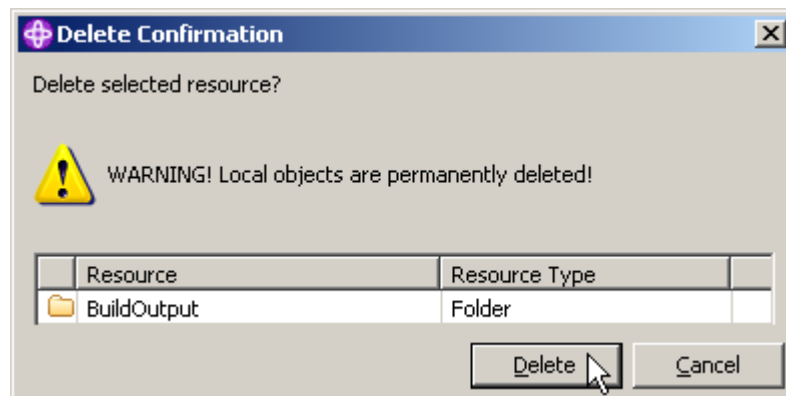 Delete Confirmation
Delete selected resource?
WARNING! Local objects are permanently deleted!
Resource Resource Type
BuildOutput Folder
Delete Cancel